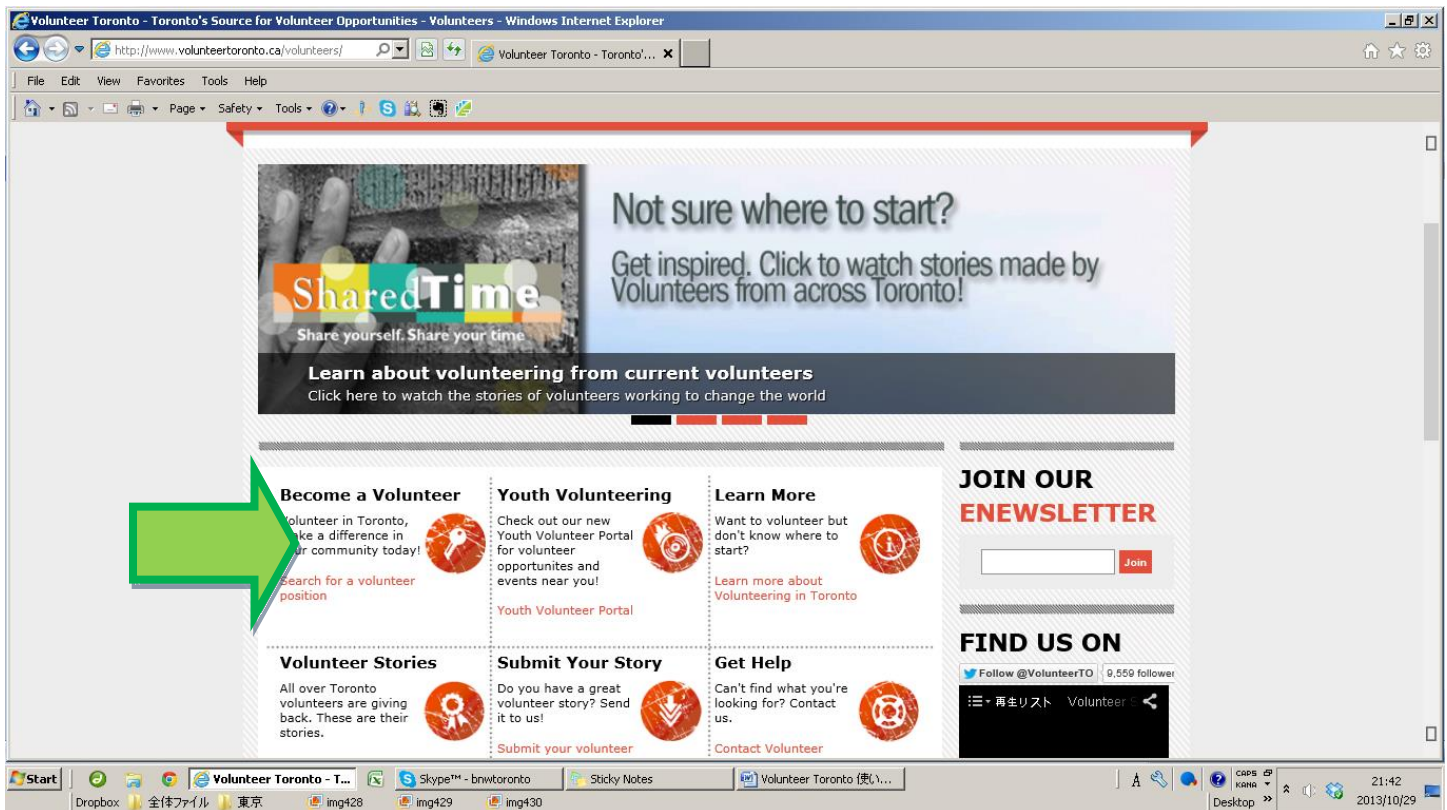 Volunteer Toronto - Toronto's Source for Volunteer Opportunities - Volunteers - Windows Internet Explorer
http://www.volunteertoronto.ca/volunteers/
Volunteer Toronto - Toronto'...
File Edit View Favorites Tools Help
Page Safety Tools
Not sure where to start?
Get inspired. Click to watch stories made by
Volunteers from across Toronto!
SharedTime
Share yourself. Share your time
Learn about volunteering from current volunteers
Click here to watch the stories of volunteers working to change the world
Become a Volunteer
Volunteer in Toronto,
make a difference in
your community today!
Search for a volunteer
position
Youth Volunteering
Check out our new
Youth Volunteer Portal
for volunteer
opportunites and
events near you!
Youth Volunteer Portal
Learn More
Want to volunteer but
don't know where to
start?
Learn more about
Volunteering in Toronto
JOIN OUR
ENEWSLETTER
Join
Volunteer Stories
All over Toronto
volunteers are giving
back. These are their
stories.
Submit Your Story
Do you have a great
volunteer story? Send
it to us!
Submit your volunteer
Get Help
Can't find what you're
looking for? Contact
us.
Contact Volunteer
FIND US ON
Follow @VolunteerTO 9,559 follower
再生リスト Volunteer S
Start Volunteer Toronto - T... Skype™ - bnwtoronto Sticky Notes Volunteer Toronto (使い... A CAPS KANA 21:42
Dropbox 全体ファイル 東京 img428 img429 img430 Desktop 2013/10/29